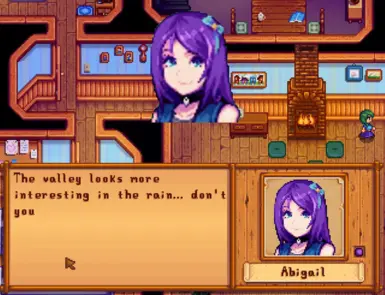 The valley looks more
interesting in the rain... don't
you
Abigail